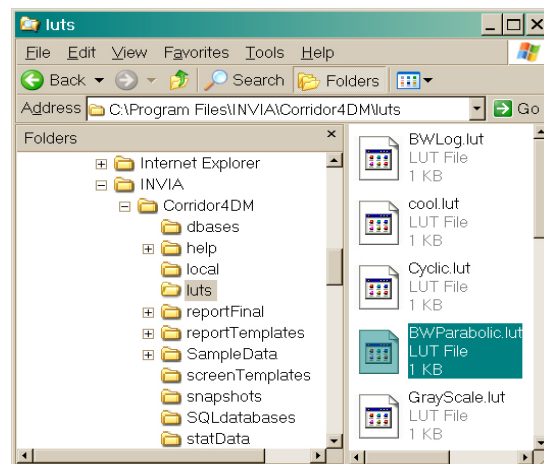 luts
File Edit View Favorites Tools Help
Back Search Folders
Address C:\Program Files\INVIA\Corridor4DM\luts Go
Folders
Internet Explorer
INVIA
Corridor4DM
dbases
help
local
luts
reportFinal
reportTemplates
SampleData
screenTemplates
snapshots
SQLdatabases
statData
BWLog.lut
LUT File
1 KB
cool.lut
LUT File
1 KB
Cyclic.lut
LUT File
1 KB
BWParabolic.lut
LUT File
1 KB
GrayScale.lut
LUT File
1 KB